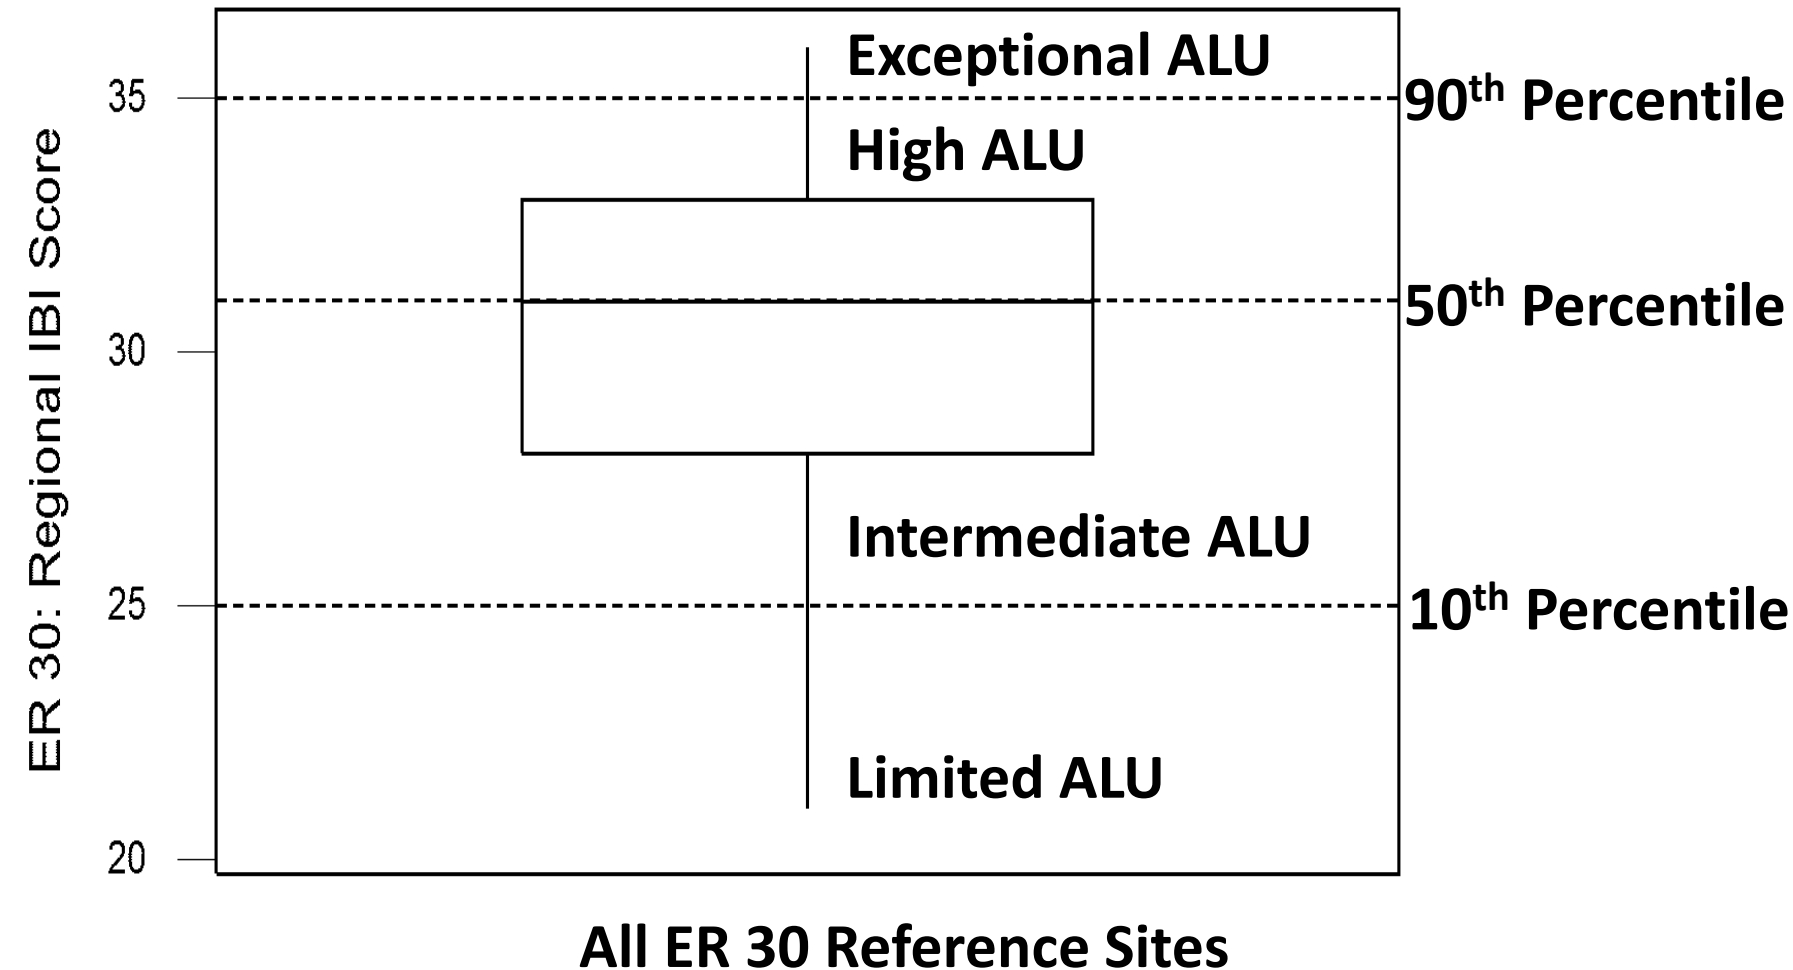 ER 30: Regional IBI Score
35
30
25
20
Exceptional ALU
High ALU
Intermediate ALU
Limited ALU
90th Percentile
50th Percentile
10th Percentile
All ER 30 Reference Sites